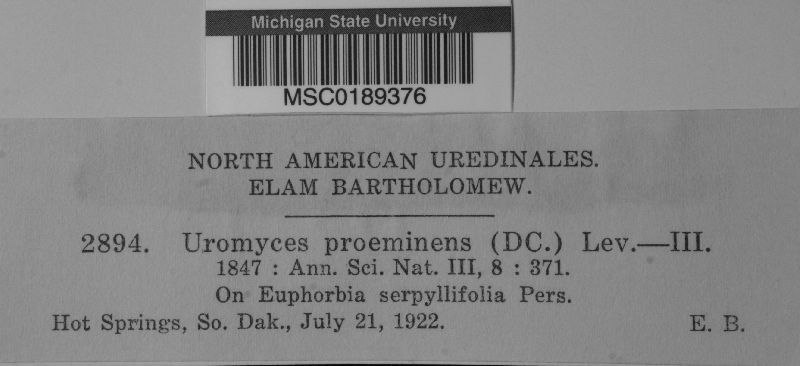 Michigan State University
MSC0189376
NORTH AMERICAN UREDINALES.
ELAM BARTHOLOMEW.
2894. Uromyces proeminens (DC.) Lev.—III.
1847 : Ann. Sci. Nat. III, 8 : 371.
On Euphorbia serpyllifolia Pers.
Hot Springs, So. Dak., July 21, 1922. E. B.